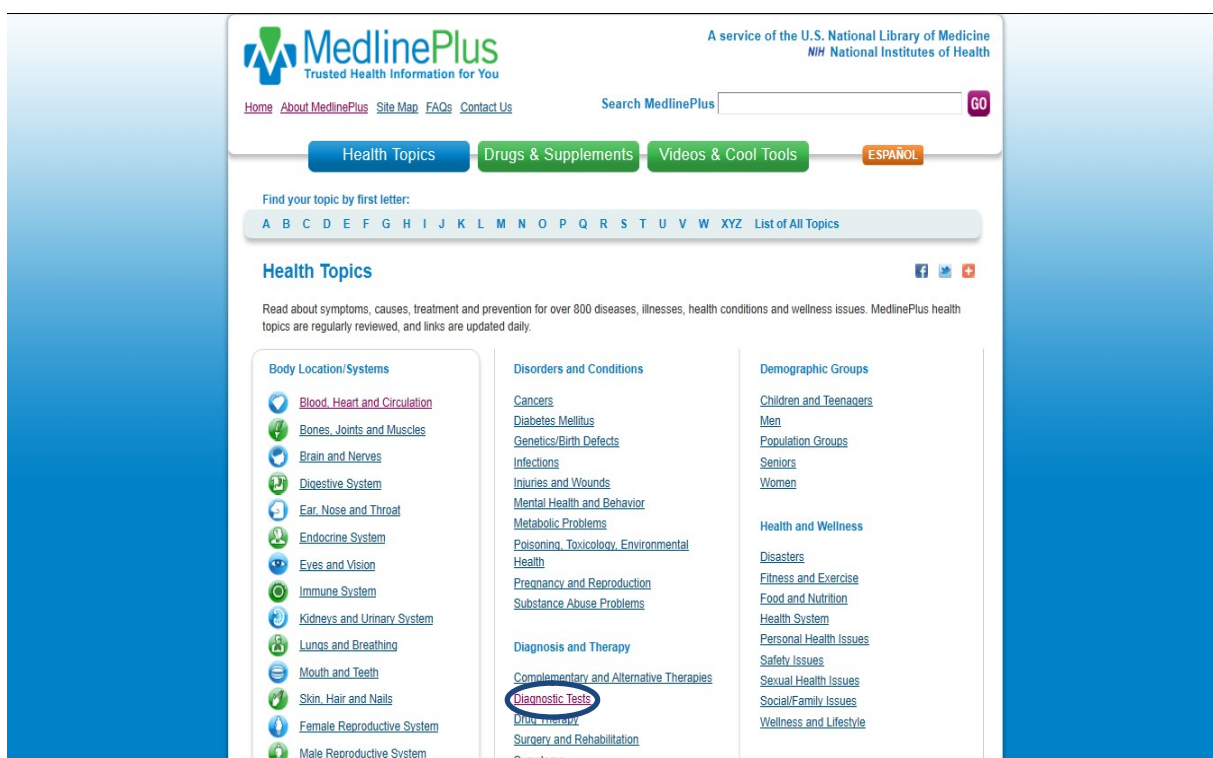 MedlinePlus
Trusted Health Information for You
A service of the U.S. National Library of Medicine
NIH National Institutes of Health
Home About MedlinePlus Site Map FAQs Contact Us
Search MedlinePlus GO
Health Topics Drugs & Supplements Videos & Cool Tools ESPAÑOL
Find your topic by first letter:
A B C D E F G H I J K L M N O P Q R S T U V W XYZ List of All Topics
Health Topics
Read about symptoms, causes, treatment and prevention for over 800 diseases, illnesses, health conditions and wellness issues. MedlinePlus health
topics are regularly reviewed, and links are updated daily.
Body Location/Systems
Blood, Heart and Circulation
Bones, Joints and Muscles
Brain and Nerves
Digestive System
Ear, Nose and Throat
Endocrine System
Eyes and Vision
Immune System
Kidneys and Urinary System
Lungs and Breathing
Mouth and Teeth
Skin, Hair and Nails
Female Reproductive System
Male Reproductive System
Disorders and Conditions
Cancers
Diabetes Mellitus
Genetics/Birth Defects
Infections
Injuries and Wounds
Mental Health and Behavior
Metabolic Problems
Poisoning, Toxicology, Environmental
Health
Pregnancy and Reproduction
Substance Abuse Problems
Diagnosis and Therapy
Complementary and Alternative Therapies
Diagnostic Tests
Drug Therapy
Surgery and Rehabilitation
Demographic Groups
Children and Teenagers
Men
Population Groups
Seniors
Women
Health and Wellness
Disasters
Fitness and Exercise
Food and Nutrition
Health System
Personal Health Issues
Safety Issues
Sexual Health Issues
Social/Family Issues
Wellness and Lifestyle